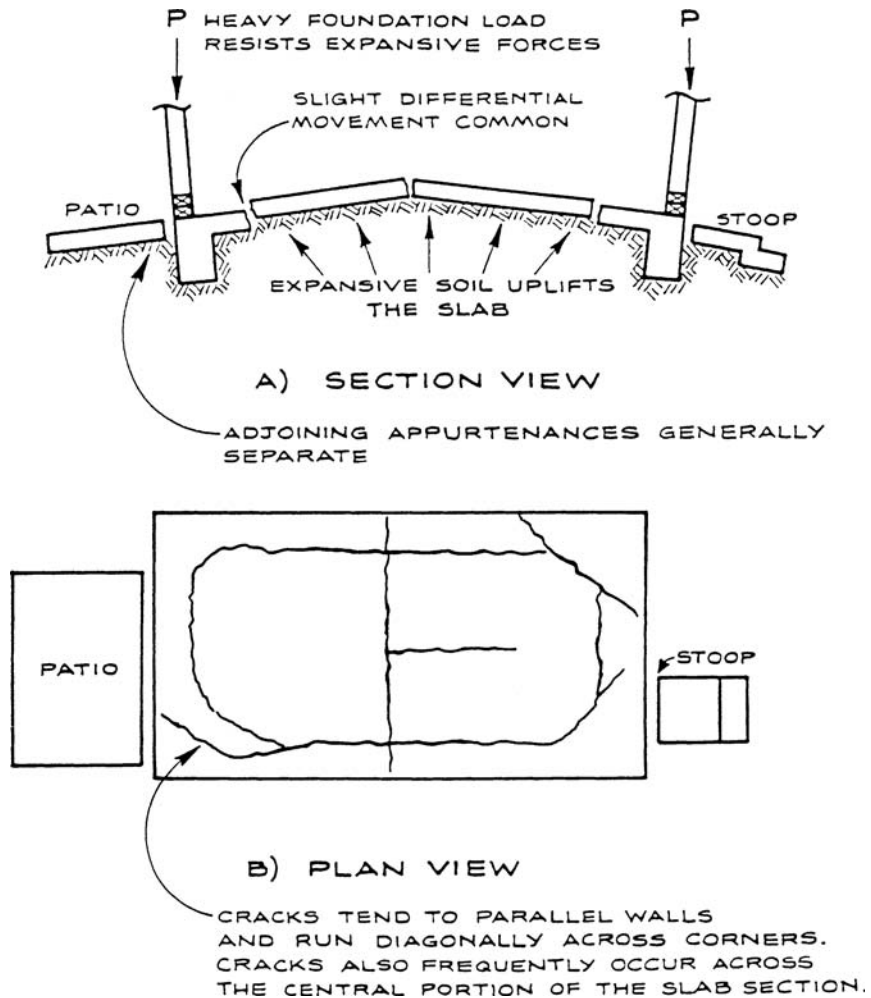 P HEAVY FOUNDATION LOAD
RESISTS EXPANSIVE FORCES
P
SLIGHT DIFFERENTIAL
MOVEMENT COMMON
PATIO
STOOP
EXPANSIVE SOIL UPLIFTS
THE SLAB
A) SECTION VIEW
ADJOINING APPURTENANCES GENERALLY
SEPARATE
PATIO
STOOP
B) PLAN VIEW
CRACKS TEND TO PARALLEL WALLS
AND RUN DIAGONALLY ACROSS CORNERS.
CRACKS ALSO FREQUENTLY OCCUR ACROSS
THE CENTRAL PORTION OF THE SLAB SECTION.